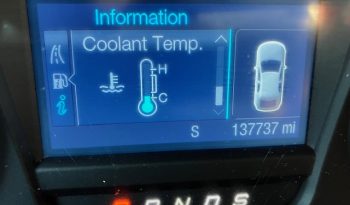 Information
Coolant Temp.
H
C
S 137737 mi
P R N D S